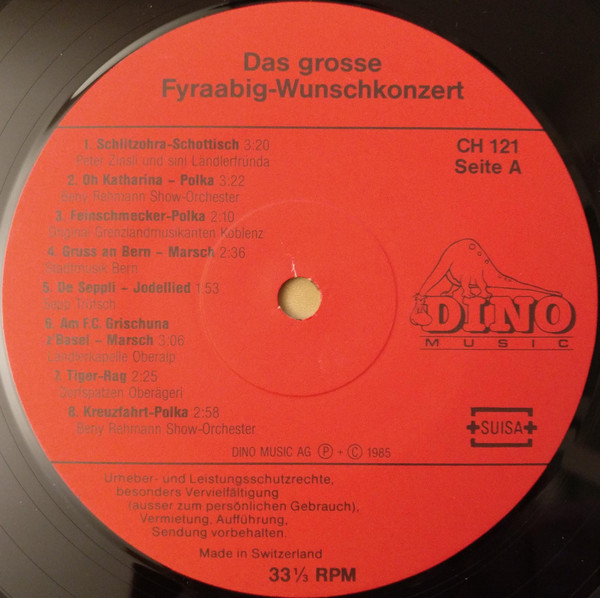 Das grosse
Fyraabig-Wunschkonzert
CH 121
Seite A
1. Schlitzohra-Schottisch 3:20
Peter Zinsli und sini Ländlerfründa
2. Oh Katharina – Polka 3:22
Beny Rehmann Show-Orchester
3. Feinschmecker-Polka 2:10
Original Grenzlandmusikanten Koblenz
4. Gruss an Bern – Marsch 2:36
Stadtmusik Bern
5. De Seppli – Jodellied 1:53
Sepp Trütsch
6. Am F.C. Grischuna
z'Basel – Marsch 3:06
Ländlerkapelle Oberalp
7. Tiger-Rag 2:25
Dorfspatzen Oberägeri
8. Kreuzfahrt-Polka 2:58
Beny Rehmann Show-Orchester
DINO
MUSIC
SUISA
DINO MUSIC AG Ⓟ + Ⓒ 1985
Urheber- und Leistungsschutzrechte,
besonders Vervielfältigung
(ausser zum persönlichen Gebrauch),
Vermietung, Aufführung,
Sendung vorbehalten.
Made in Switzerland
33 1/3 RPM